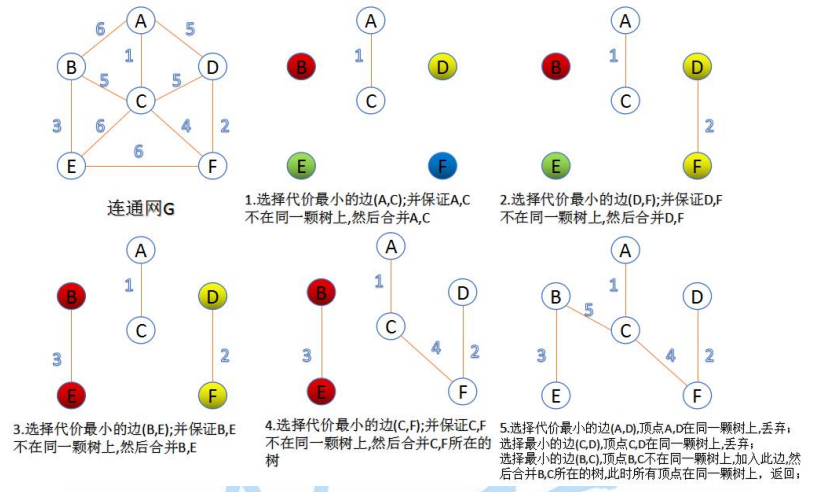 A
6
5
1
B
D
5
5
C
3
6
4
2
6
E
F
连通网G
A
1
B
D
C
E
F
1.选择代价最小的边(A,C);并保证A,C
不在同一颗树上,然后合并A,C
A
1
B
D
C
2
E
F
2.选择代价最小的边(D,F);并保证D,F
不在同一颗树上,然后合并D,F
A
1
B
D
C
3
2
E
F
3.选择代价最小的边(B,E);并保证B,E
不在同一颗树上,然后合并B,E
A
1
B
D
C
4
3
2
E
F
4.选择代价最小的边(C,F);并保证C,F
不在同一颗树上,然后合并C,F所在的
树
A
1
B
D
5
C
3
4
2
E
F
5.选择代价最小的边(A,D),顶点A,D在同一颗树上,丢弃;
选择最小的边(C,D),顶点C,D在同一颗树上,丢弃;
选择最小的边(B,C),顶点B,C不在同一颗树上,加入此边,然
后合并B,C所在的树,此时所有顶点在同一颗树上，返回;